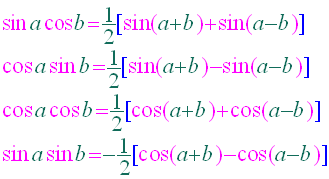 sin a cos b = 1/2 [sin(a+b)+sin(a−b)]
cos a sin b = 1/2 [sin(a+b)−sin(a−b)]
cos a cos b = 1/2 [cos(a+b)+cos(a−b)]
sin a sin b = −1/2 [cos(a+b)−cos(a−b)]